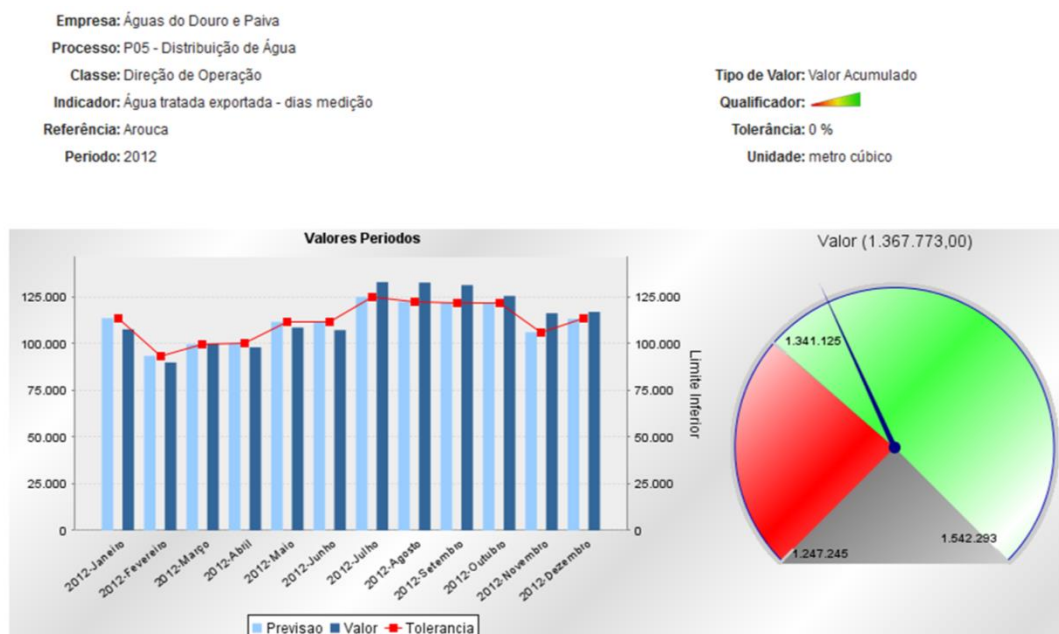 Empresa: Águas do Douro e Paiva
Processo: P05 - Distribuição de Água
Classe: Direção de Operação
Indicador: Água tratada exportada - dias medição
Referência: Arouca
Periodo: 2012
Tipo de Valor: Valor Acumulado
Qualificador:
Tolerância: 0 %
Unidade: metro cúbico
Valores Periodos
125.000
100.000
75.000
50.000
25.000
0
125.000
100.000
75.000
50.000
25.000
0
Limite Inferior
2012-Janeiro
2012-Fevereiro
2012-Março
2012-Abril
2012-Maio
2012-Junho
2012-Julho
2012-Agosto
2012-Setembro
2012-Outubro
2012-Novembro
2012-Dezembro
Previsao Valor Tolerancia
Valor (1.367.773,00)
1.341.125
1.542.293
1.247.245